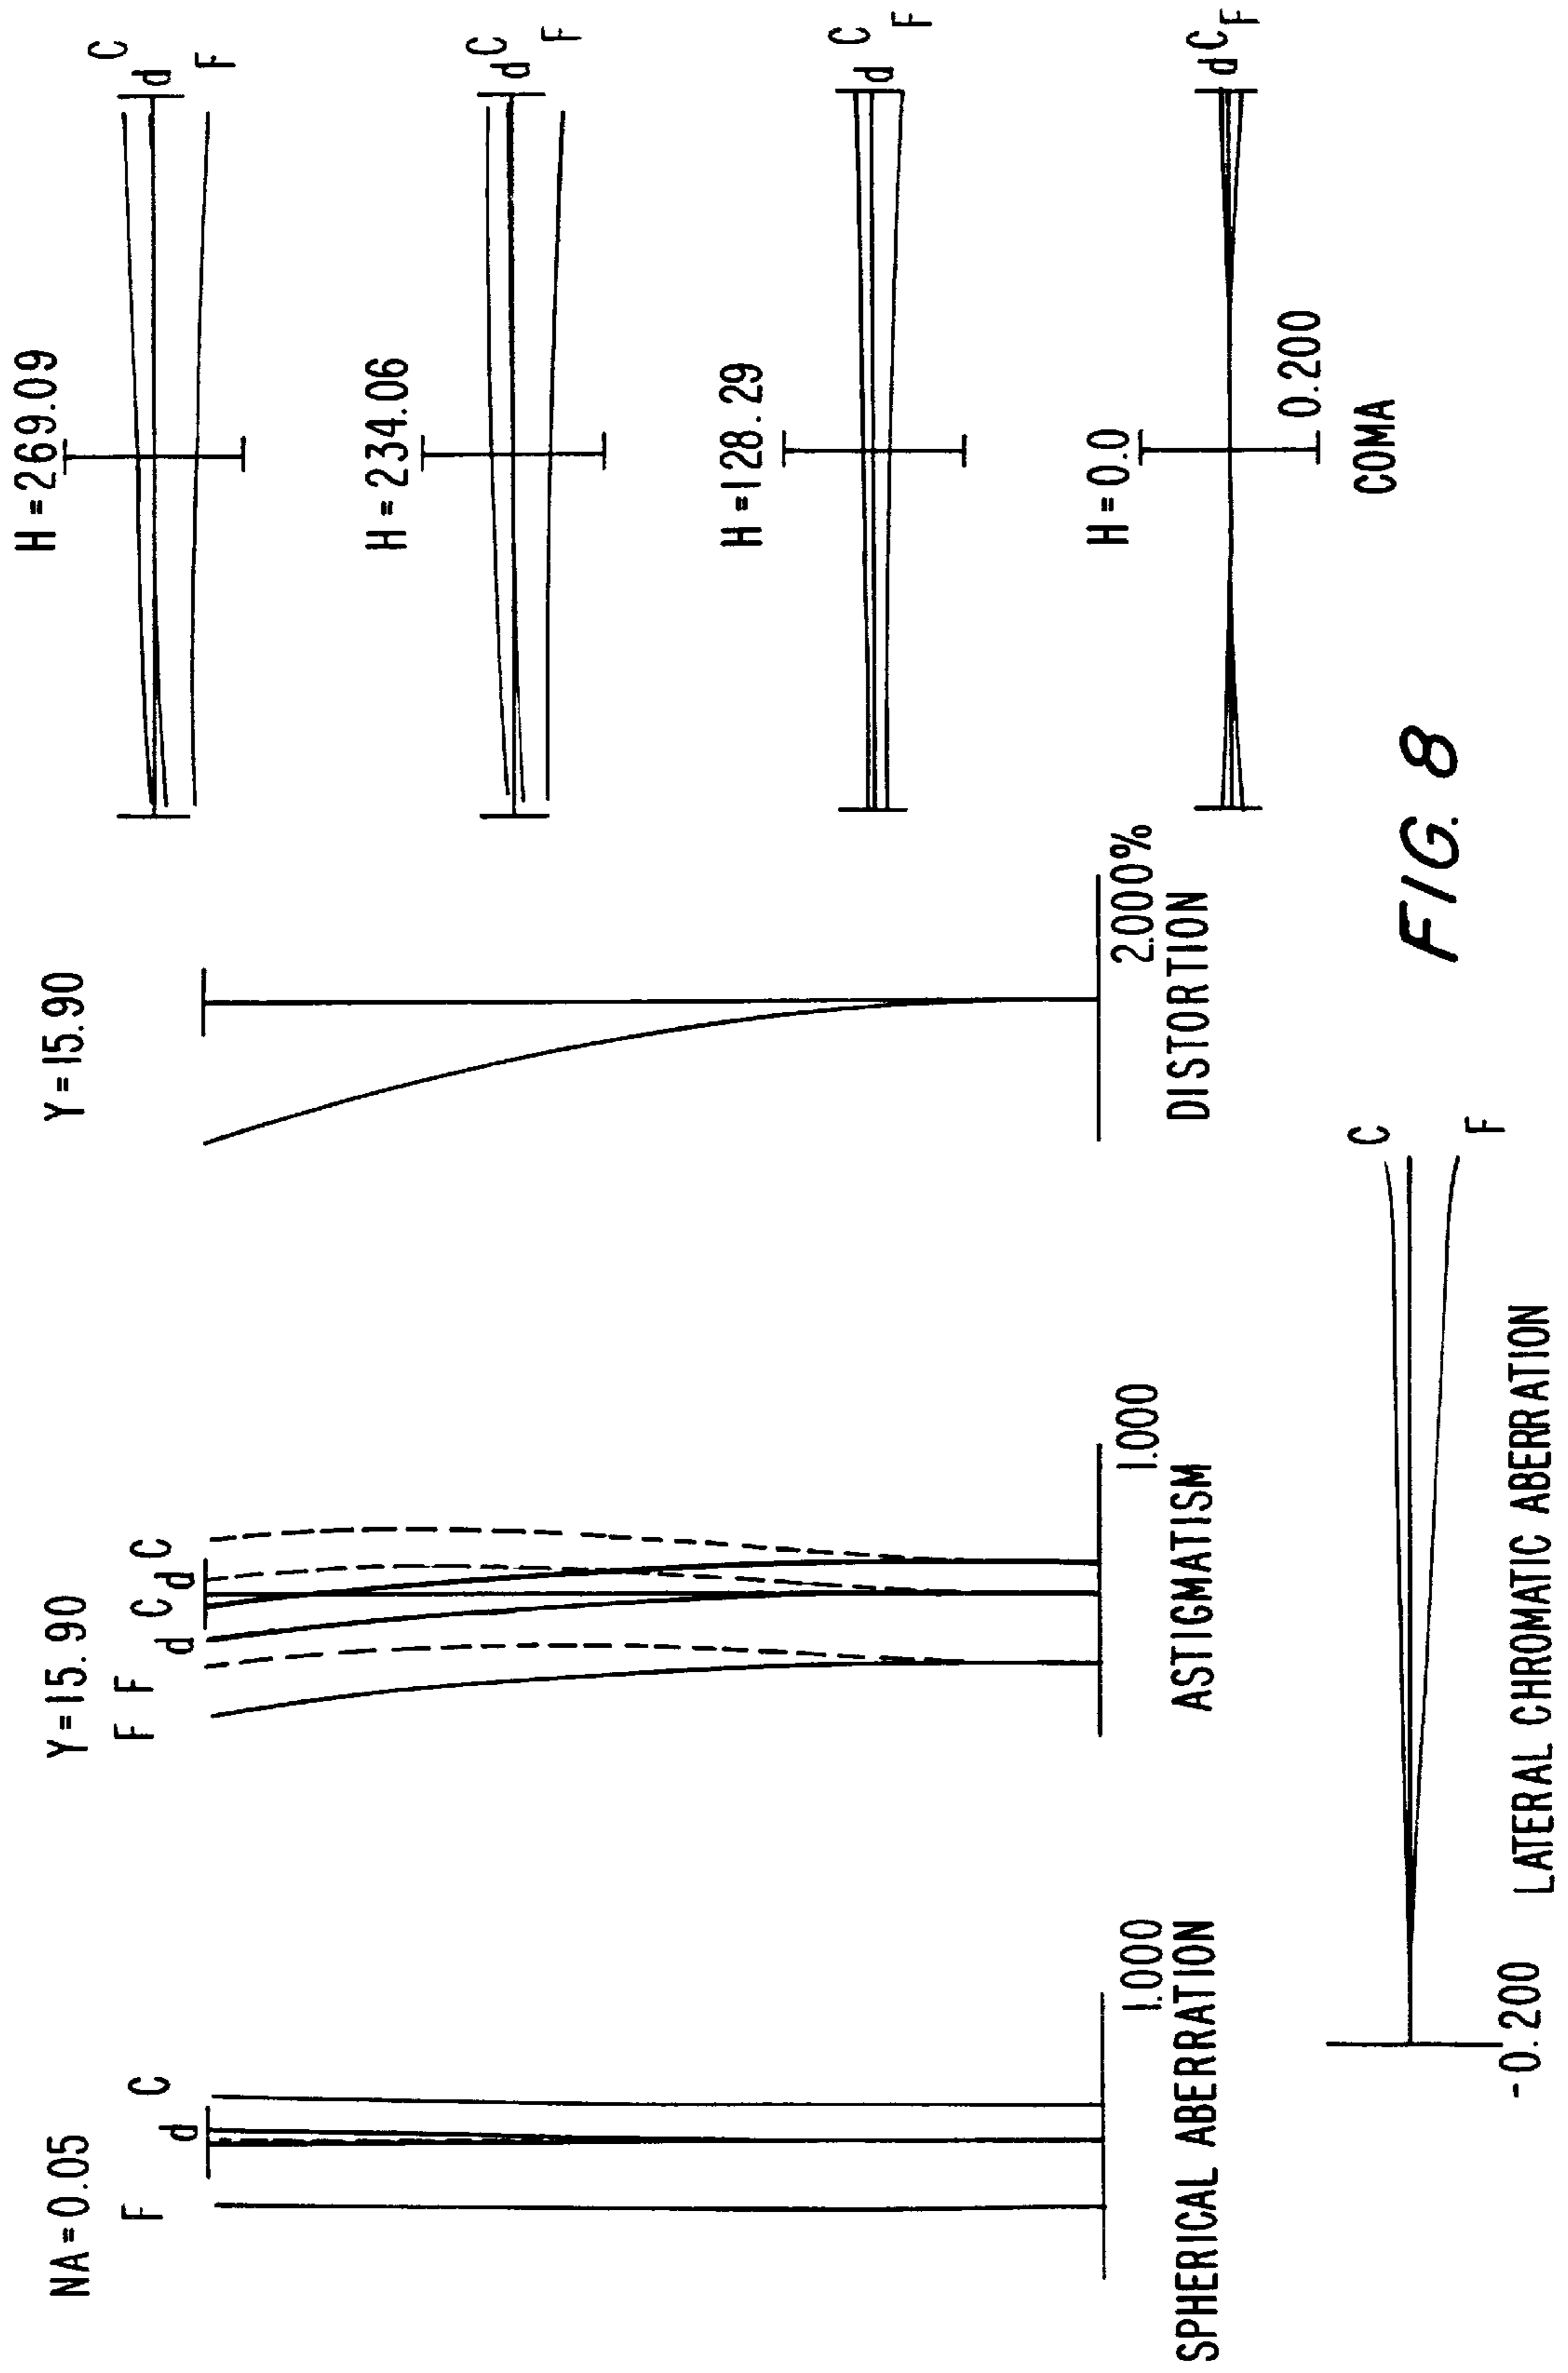 NA=0.05
F
d
C
1.000
SPHERICAL ABERRATION
Y=15.90
F F
d C d C
1.000
ASTIGMATISM
Y=15.90
2.000%
DISTORTION
H=269.09
C
d
F
H=234.06
C
d
F
H=128.29
C
d
F
H=0.0
d C F
0.200
COMA
-0.200
C
F
LATERAL CHROMATIC ABERRATION
FIG. 8